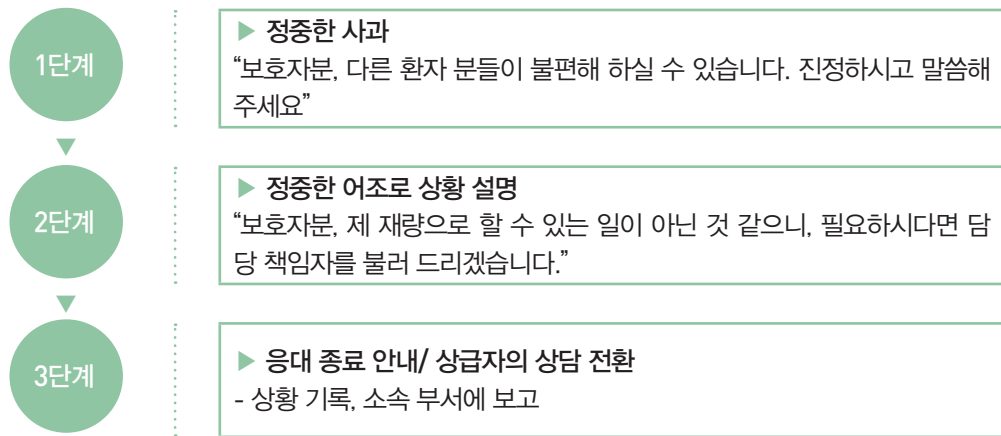 1단계
▶ 정중한 사과
“보호자분, 다른 환자 분들이 불편해 하실 수 있습니다. 진정하시고 말씀해
주세요”
2단계
▶ 정중한 어조로 상황 설명
“보호자분, 제 재량으로 할 수 있는 일이 아닌 것 같으니, 필요하시다면 담
당 책임자를 불러 드리겠습니다.”
3단계
▶ 응대 종료 안내/ 상급자의 상담 전환
- 상황 기록, 소속 부서에 보고